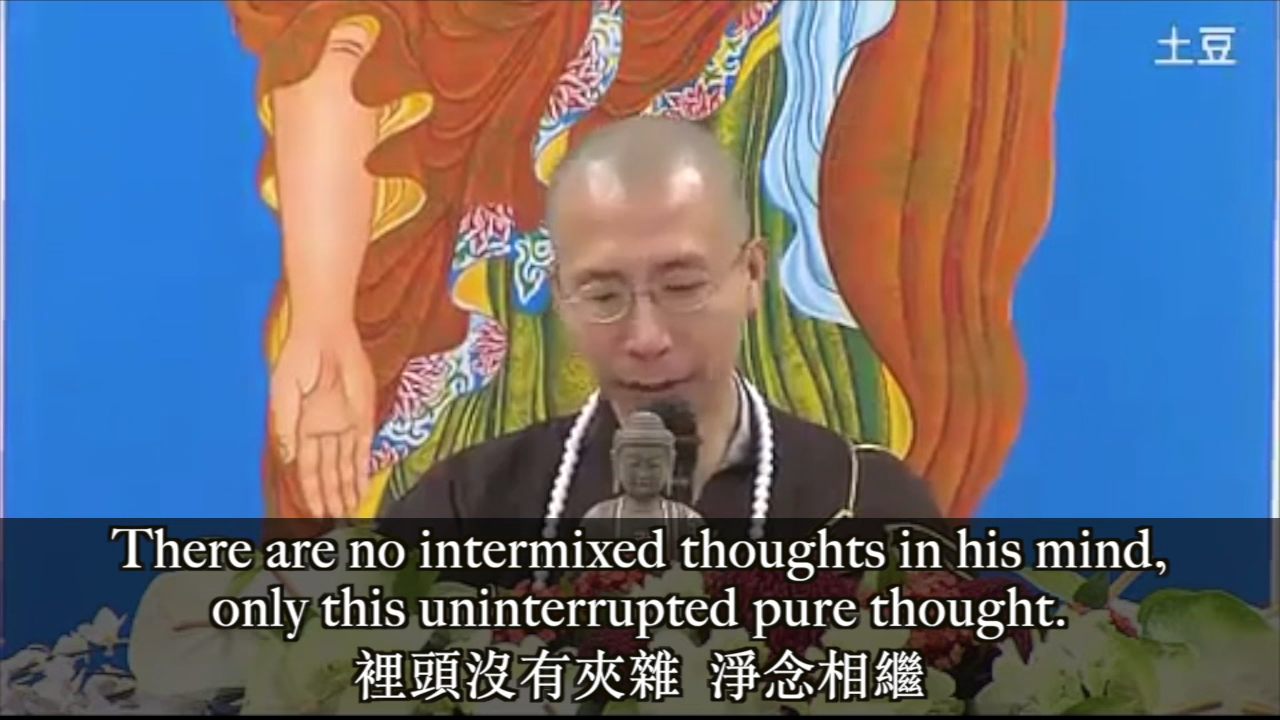 土豆
There are no intermixed thoughts in his mind,
only this uninterrupted pure thought.
裡頭沒有夾雜 淨念相繼